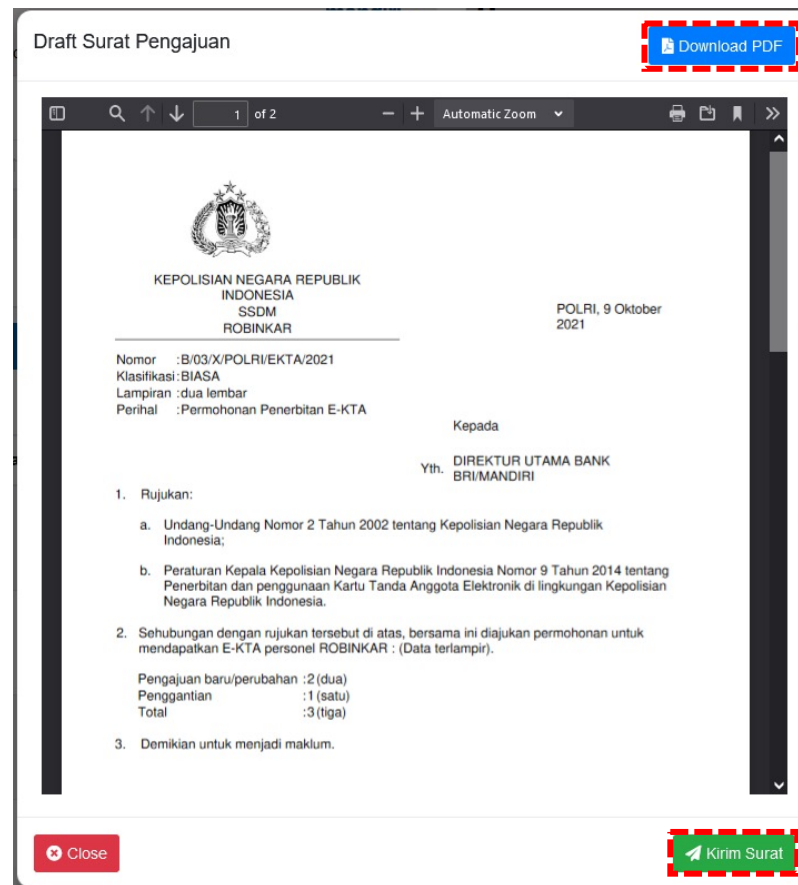 Draft Surat Pengajuan
Download PDF
1 of 2
Automatic Zoom
KEPOLISIAN NEGARA REPUBLIK
INDONESIA
SSDM
ROBINKAR
POLRI, 9 Oktober
2021
Nomor :B/03/X/POLRI/EKTA/2021
Klasifikasi:BIASA
Lampiran :dua lembar
Perihal :Permohonan Penerbitan E-KTA
Kepada
Yth. DIREKTUR UTAMA BANK
BRI/MANDIRI
1. Rujukan:
a. Undang-Undang Nomor 2 Tahun 2002 tentang Kepolisian Negara Republik
Indonesia;
b. Peraturan Kepala Kepolisian Negara Republik Indonesia Nomor 9 Tahun 2014 tentang
Penerbitan dan penggunaan Kartu Tanda Anggota Elektronik di lingkungan Kepolisian
Negara Republik Indonesia.
2. Sehubungan dengan rujukan tersebut di atas, bersama ini diajukan permohonan untuk
mendapatkan E-KTA personel ROBINKAR : (Data terlampir).
Pengajuan baru/perubahan :2 (dua)
Penggantian :1 (satu)
Total :3 (tiga)
3. Demikian untuk menjadi maklum.
Close
Kirim Surat